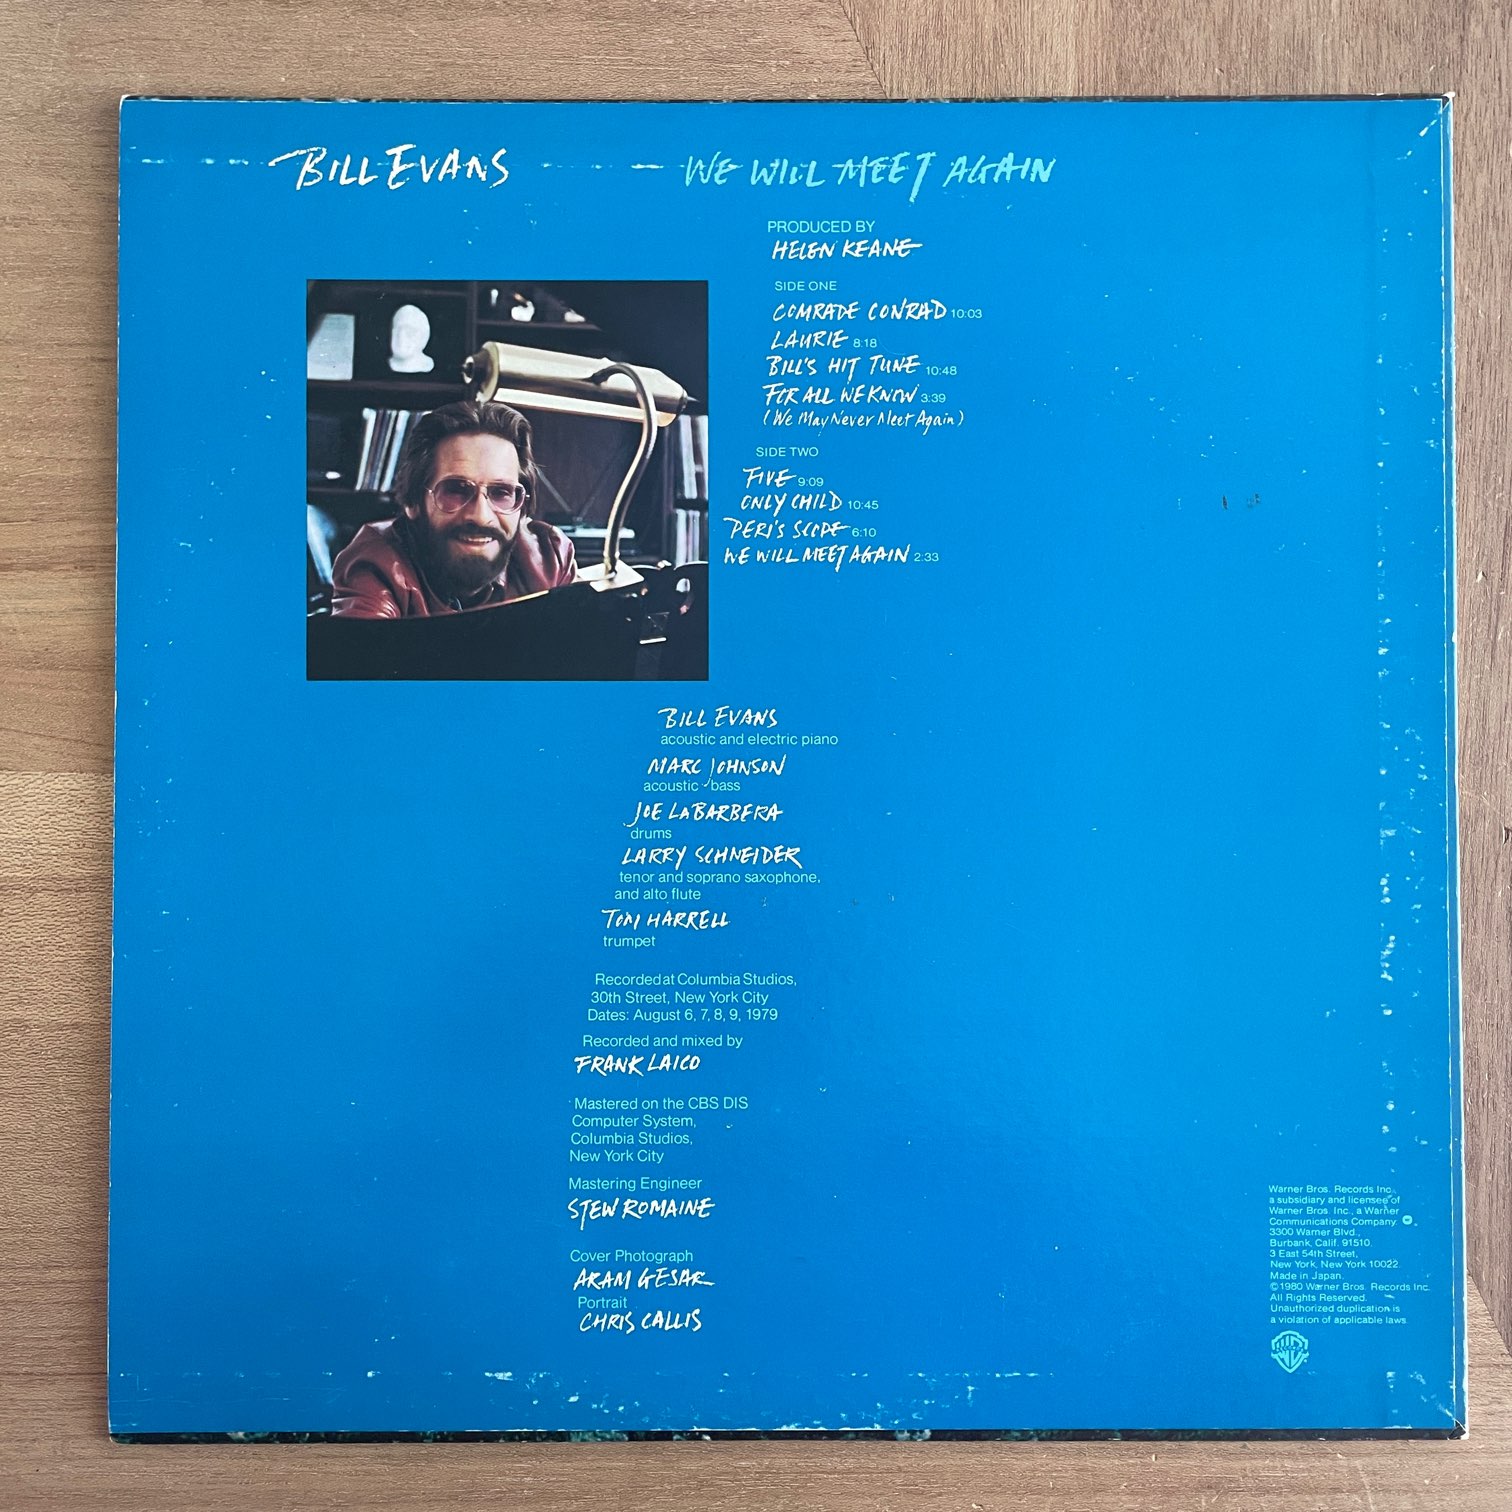 BILL EVANS
WE WILL MEET AGAIN
PRODUCED BY
HELEN KEANE
SIDE ONE
COMRADE CONRAD 10:03
LAURIE 8:18
BILL'S HIT TUNE 10:48
FOR ALL WE KNOW 3:39
(We May Never Meet Again)
SIDE TWO
FIVE 9:09
ONLY CHILD 10:45
PERI'S SCOPE 6:10
WE WILL MEET AGAIN 2:33
BILL EVANS
acoustic and electric piano
MARC JOHNSON
acoustic bass
JOE LABARBERA
drums
LARRY SCHNEIDER
tenor and soprano saxophone,
and alto flute
TOM HARRELL
trumpet
Recorded at Columbia Studios,
30th Street, New York City
Dates: August 6, 7, 8, 9, 1979
Recorded and mixed by
FRANK LAICO
Mastered on the CBS DIS
Computer System,
Columbia Studios,
New York City
Mastering Engineer
STEW ROMAINE
Cover Photograph
ARAM GESAR
Portrait
CHRIS CALLIS
Warner Bros. Records Inc.,
a subsidiary and licensee of
Warner Bros. Inc., a Warner
Communications Company.
3300 Warner Blvd.,
Burbank, Calif. 91510.
3 East 54th Street,
New York, New York 10022.
Made in Japan.
©1980 Warner Bros. Records Inc.
All Rights Reserved.
Unauthorized duplication is
a violation of applicable laws.